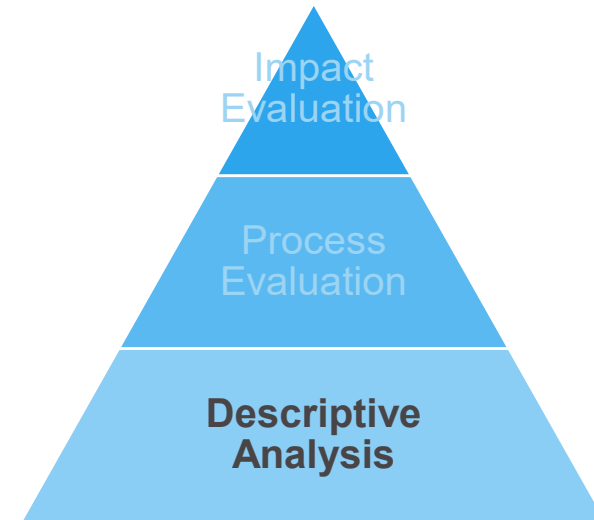 Impact
Evaluation
Process
Evaluation
Descriptive
Analysis